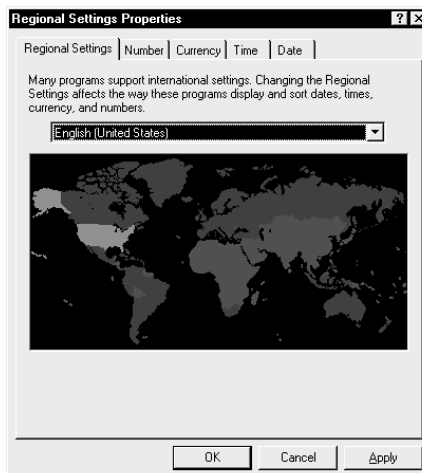 Regional Settings Properties
Regional Settings Number Currency Time Date
Many programs support international settings. Changing the Regional
Settings affects the way these programs display and sort dates, times,
currency, and numbers.
English (United States)
OK Cancel Apply